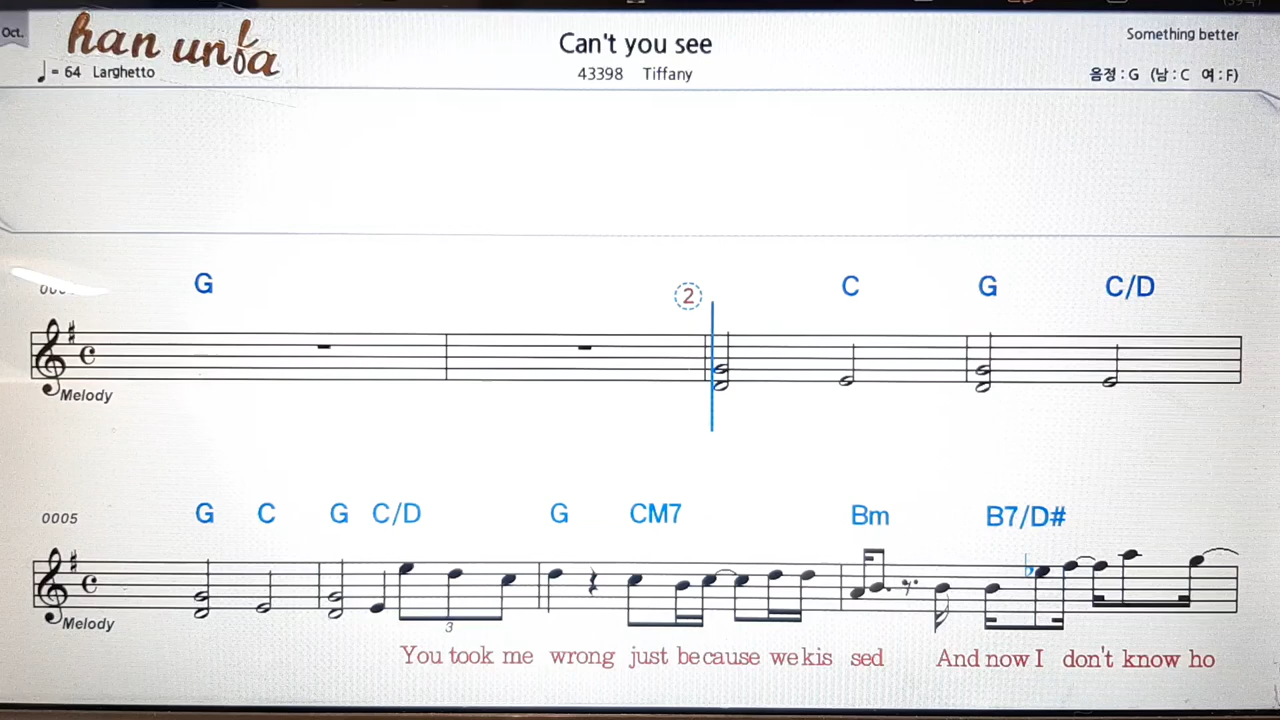 Oct.
han unfa
Can't you see
Something better
♩ = 64 Larghetto
43398 Tiffany
음정 : G (남 : C 여 : F)
G
2
C G C/D
Melody
0005
G C G C/D G CM7 Bm B7/D#
3
Melody
You took me wrong just because we kis sed And now I don't know ho